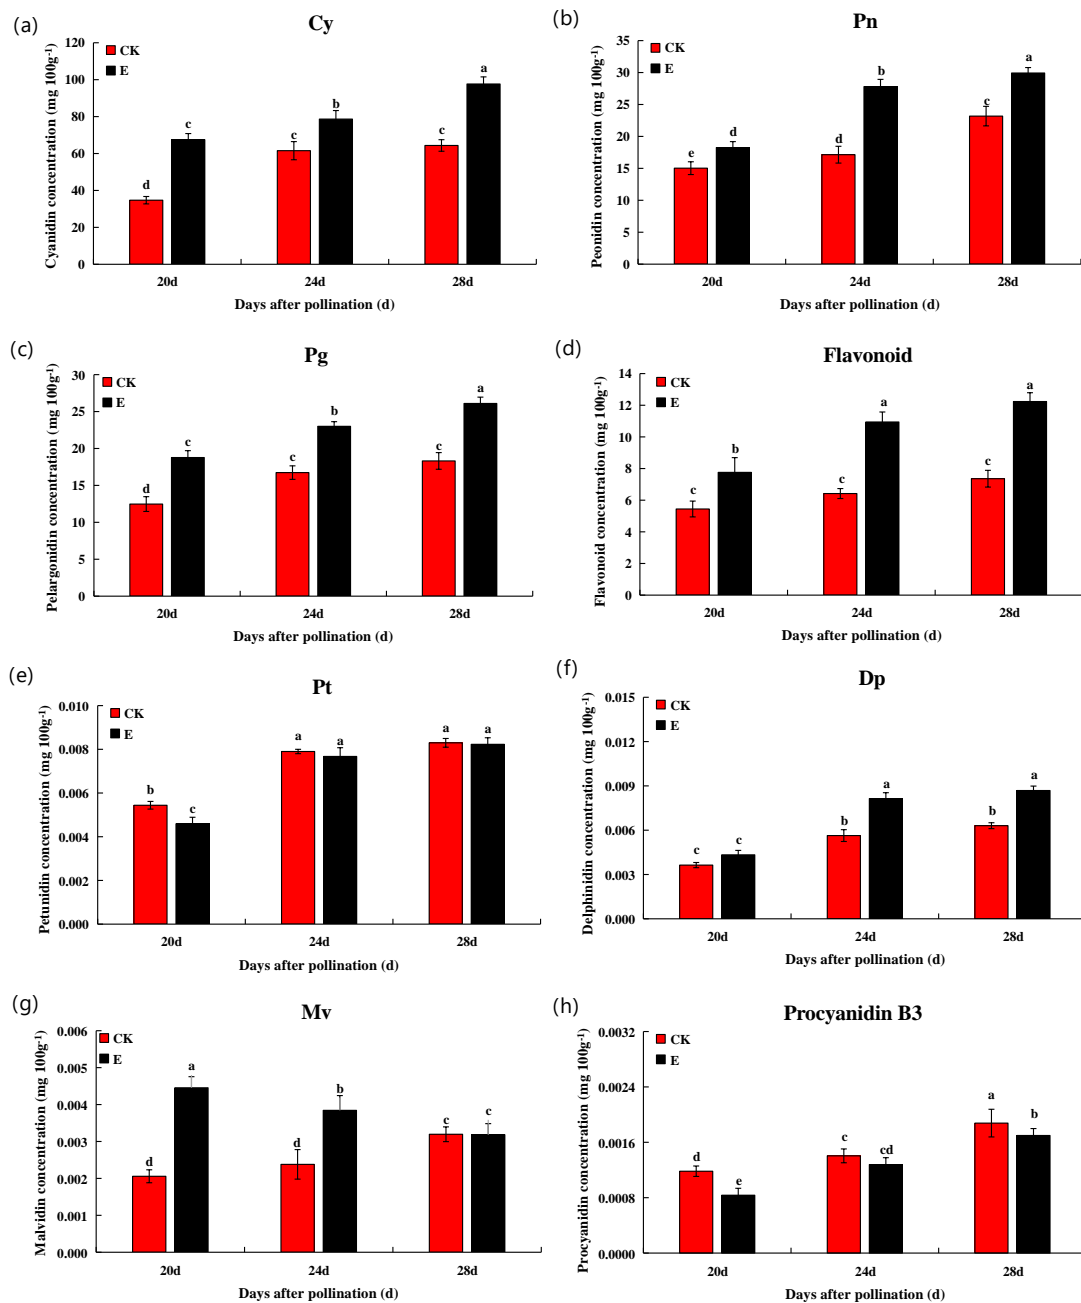 (a)
Cy
Cyanidin concentration (mg 100g-1)
120
100
80
60
40
20
0
CK
E
d
c
c
b
c
a
20d
24d
28d
Days after pollination (d)
(b)
Pn
Peonidin concentration (mg 100g-1)
35
30
25
20
15
10
5
0
CK
E
e
d
d
b
c
a
20d
24d
28d
Days after pollination (d)
(c)
Pg
Pelargonidin concentration (mg 100g-1)
30
25
20
15
10
5
0
CK
E
d
c
c
b
c
a
20d
24d
28d
Days after pollination (d)
(d)
Flavonoid
Flavonoid concentration (mg 100g-1)
14
12
10
8
6
4
2
0
CK
E
c
b
c
a
c
a
20d
24d
28d
Days after pollination (d)
(e)
Pt
Petunidin concentration (mg 100g-1)
0.010
0.008
0.006
0.004
0.002
0.000
CK
E
b
c
a
a
a
a
20d
24d
28d
Days after pollination (d)
(f)
Dp
Delphinidin concentration (mg 100g-1)
0.015
0.012
0.009
0.006
0.003
0.000
CK
E
c
c
b
a
b
a
20d
24d
28d
Days after pollination (d)
(g)
Mv
Malvidin concentration (mg 100g-1)
0.006
0.005
0.004
0.003
0.002
0.001
0.000
CK
E
d
a
d
b
c
c
20d
24d
28d
Days after pollination (d)
(h)
Procyanidin B3
Procyanidin concentration (mg 100g-1)
0.0032
0.0024
0.0016
0.0008
0.0000
CK
E
d
e
c
cd
a
b
20d
24d
28d
Days after pollination (d)